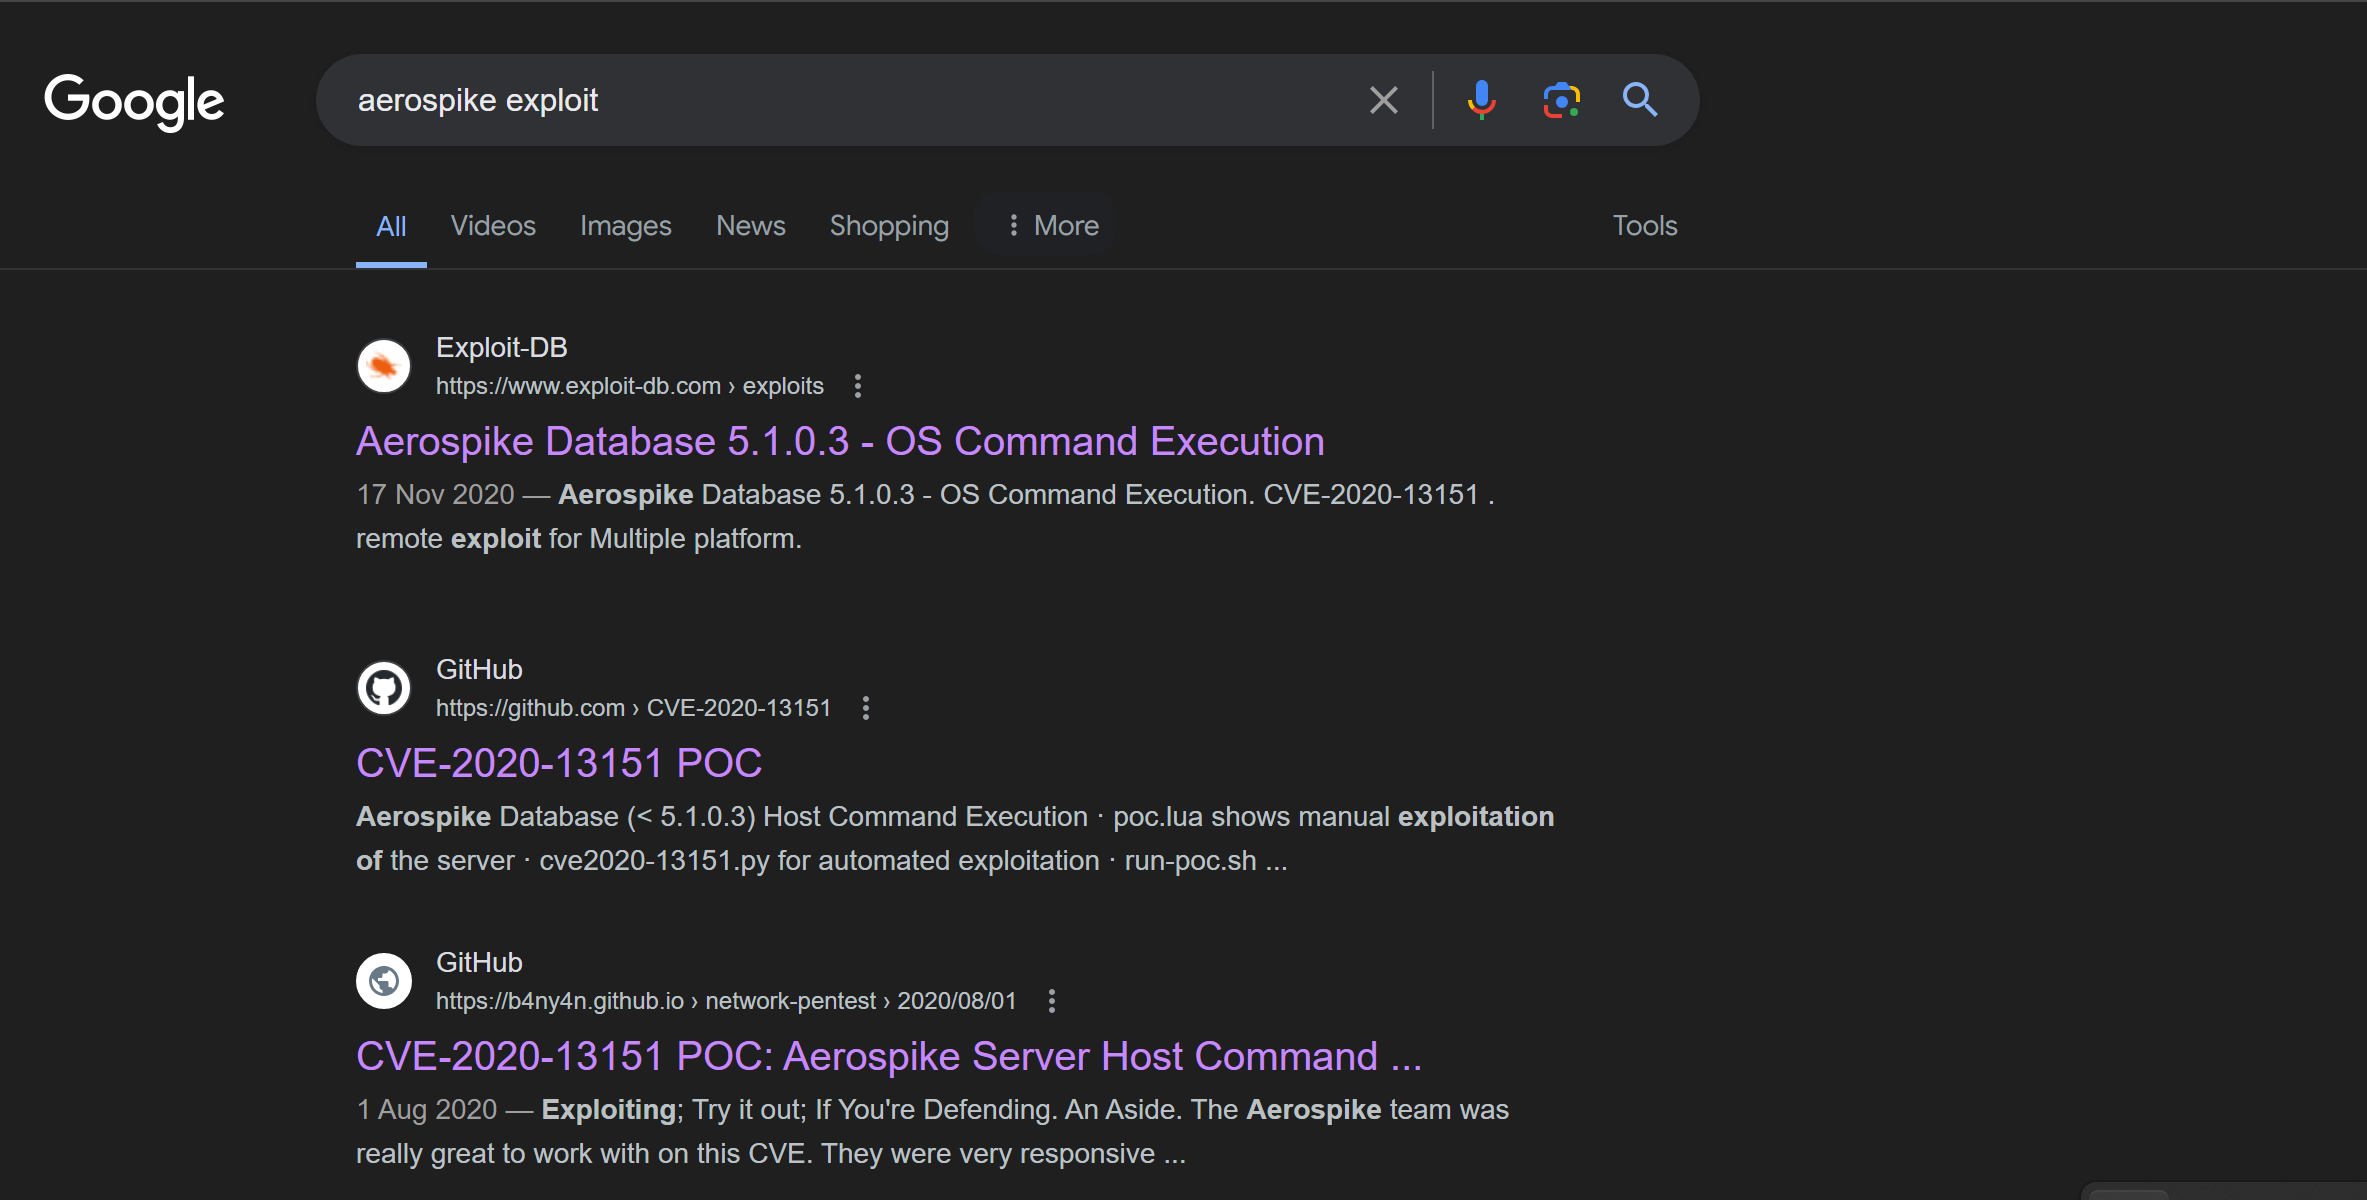 Google
aerospike exploit
All Videos Images News Shopping More Tools
Exploit-DB
https://www.exploit-db.com › exploits
Aerospike Database 5.1.0.3 - OS Command Execution
17 Nov 2020 — Aerospike Database 5.1.0.3 - OS Command Execution. CVE-2020-13151 .
remote exploit for Multiple platform.
GitHub
https://github.com › CVE-2020-13151
CVE-2020-13151 POC
Aerospike Database (< 5.1.0.3) Host Command Execution · poc.lua shows manual exploitation
of the server · cve2020-13151.py for automated exploitation · run-poc.sh ...
GitHub
https://b4ny4n.github.io › network-pentest › 2020/08/01
CVE-2020-13151 POC: Aerospike Server Host Command ...
1 Aug 2020 — Exploiting; Try it out; If You're Defending. An Aside. The Aerospike team was
really great to work with on this CVE. They were very responsive ...